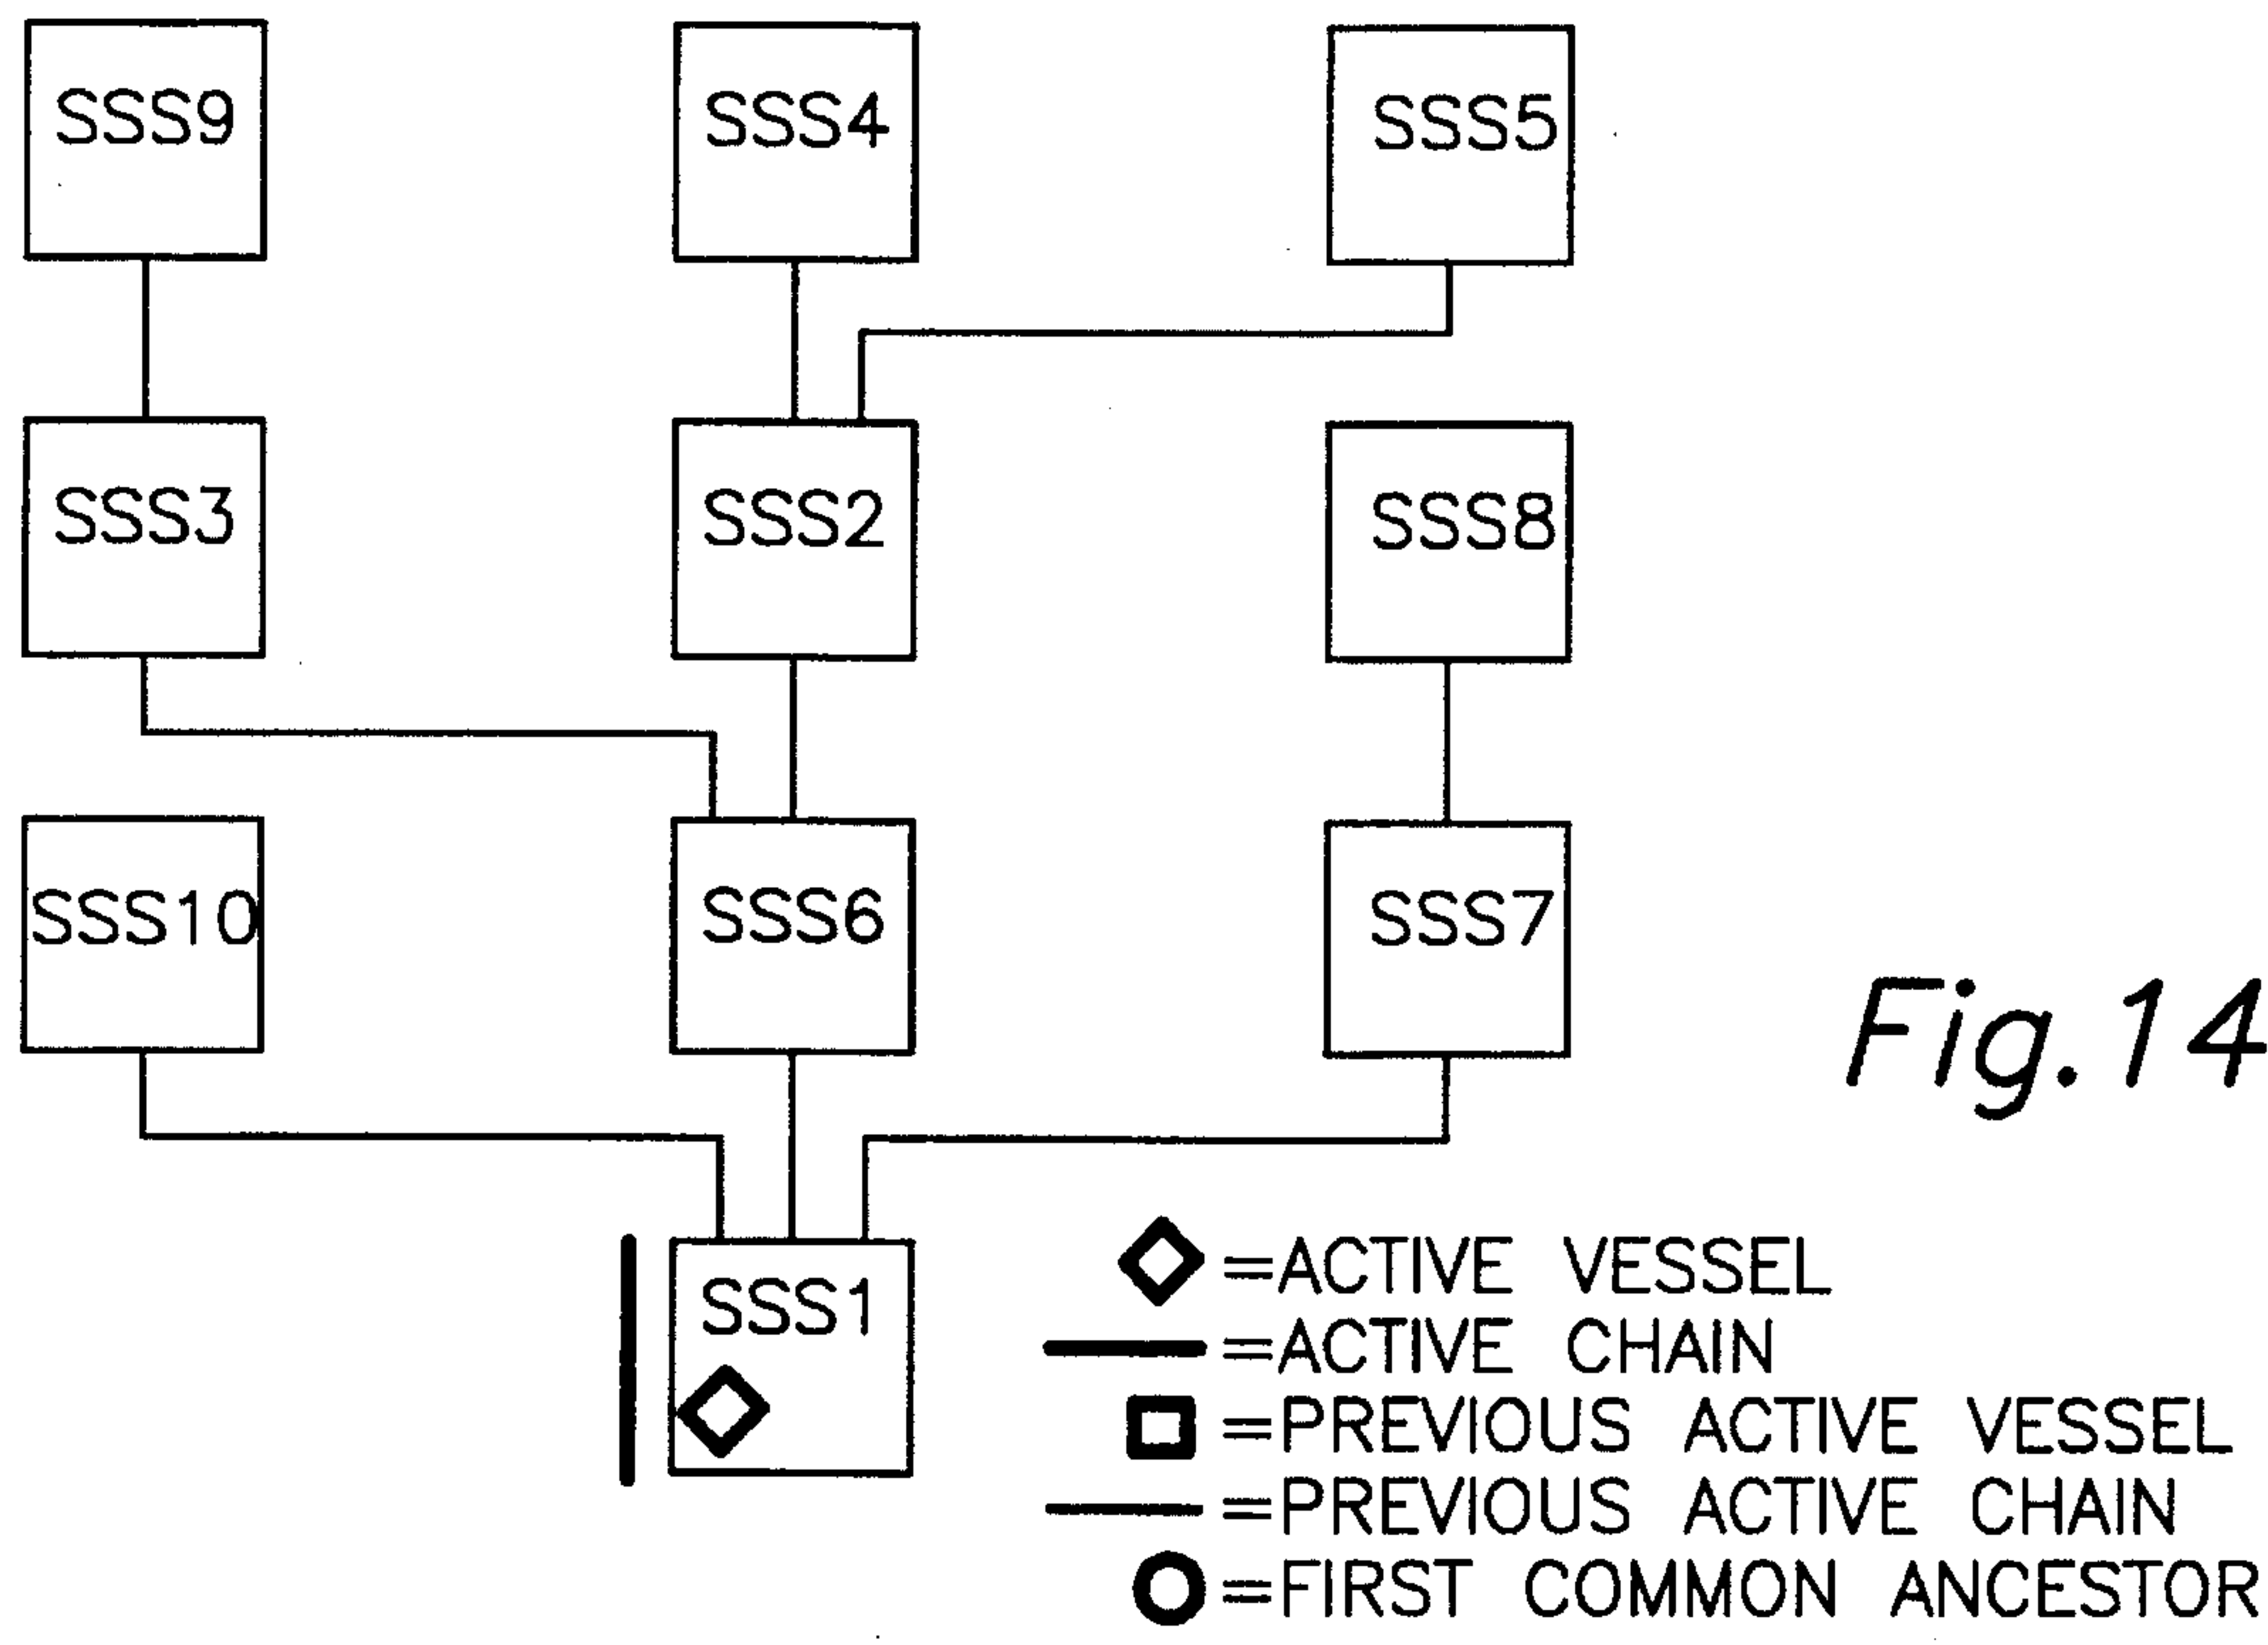 SSS9
SSS4
SSS5
SSS3
SSS2
SSS8
SSS10
SSS6
SSS7
Fig.14
SSS1
=ACTIVE VESSEL
=ACTIVE CHAIN
=PREVIOUS ACTIVE VESSEL
=PREVIOUS ACTIVE CHAIN
=FIRST COMMON ANCESTOR